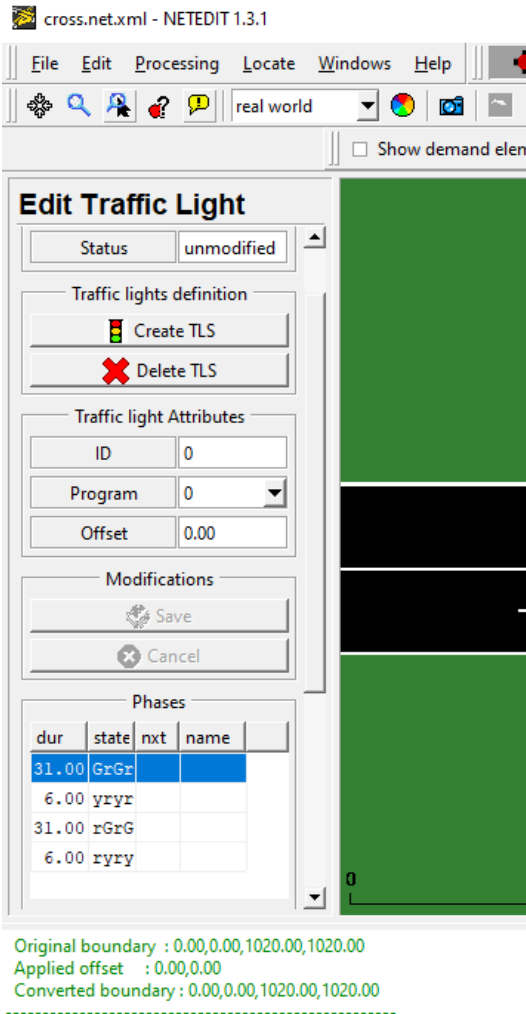 cross.net.xml - NETEDIT 1.3.1
File Edit Processing Locate Windows Help
real world
Show demand elem
Edit Traffic Light
Status unmodified
Traffic lights definition
Create TLS
Delete TLS
Traffic light Attributes
ID 0
Program 0
Offset 0.00
Modifications
Save
Cancel
Phases
dur state nxt name
31.00 GrGr
6.00 yryr
31.00 rGrG
6.00 ryry
0
Original boundary : 0.00,0.00,1020.00,1020.00
Applied offset : 0.00,0.00
Converted boundary : 0.00,0.00,1020.00,1020.00